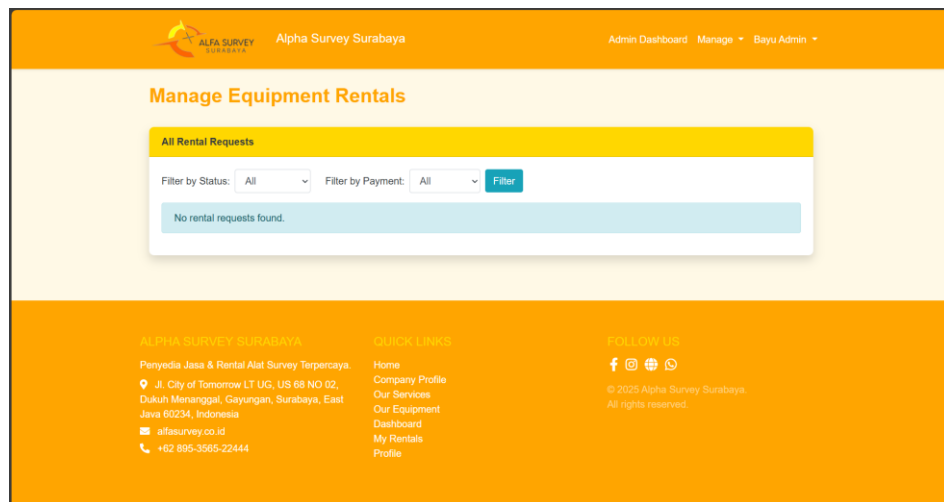 ALFA SURVEY
SURABAYA
Alpha Survey Surabaya
Admin Dashboard Manage Bayu Admin
Manage Equipment Rentals
All Rental Requests
Filter by Status: All Filter by Payment: All Filter
No rental requests found.
ALPHA SURVEY SURABAYA
Penyedia Jasa & Rental Alat Survey Terpercaya.
Jl. City of Tomorrow LT UG, US 68 NO 02,
Dukuh Menanggal, Gayungan, Surabaya, East
Java 60234, Indonesia
alfasurvey.co.id
+62 895-3565-22444
QUICK LINKS
Home
Company Profile
Our Services
Our Equipment
Dashboard
My Rentals
Profile
FOLLOW US
© 2025 Alpha Survey Surabaya.
All rights reserved.